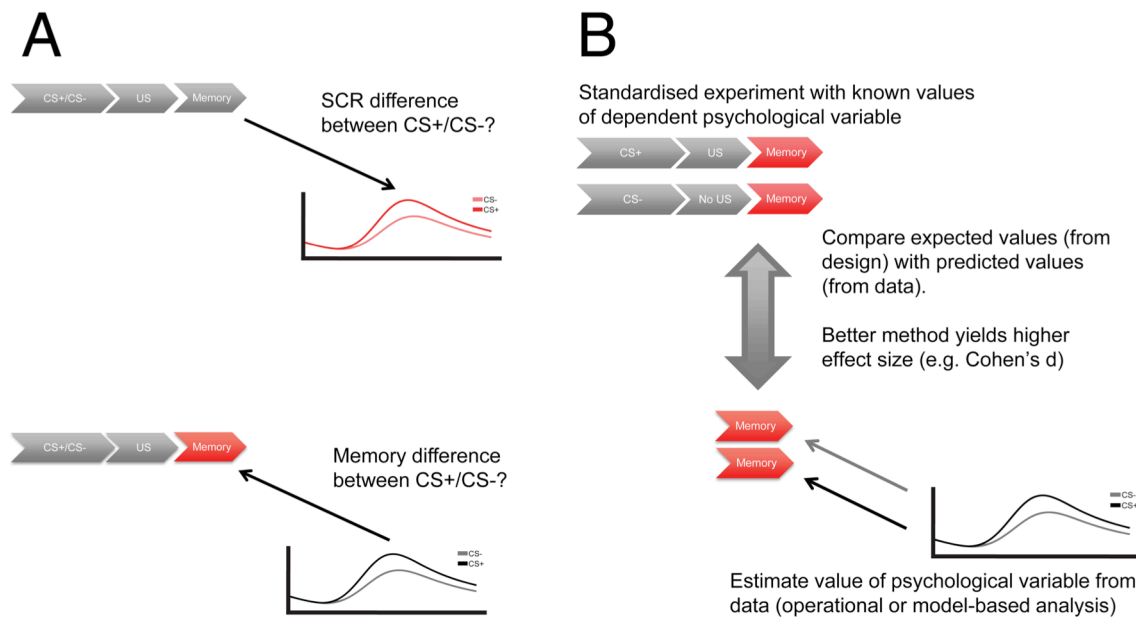 A
CS+/CS-
US
Memory
SCR difference
between CS+/CS-?
CS-
CS+
CS+/CS-
US
Memory
Memory difference
between CS+/CS-?
CS-
CS+
B
Standardised experiment with known values
of dependent psychological variable
CS+
US
Memory
CS-
No US
Memory
Compare expected values (from
design) with predicted values
(from data).
Better method yields higher
effect size (e.g. Cohen's d)
Memory
Memory
CS-
CS+
Estimate value of psychological variable from
data (operational or model-based analysis)